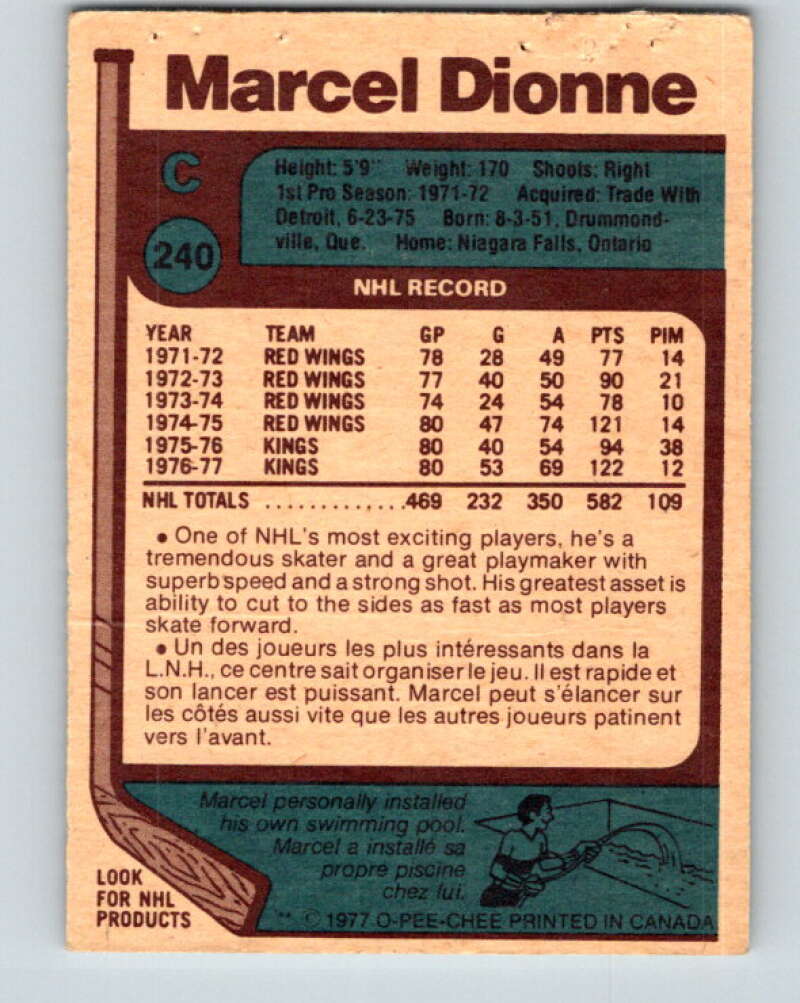 Marcel Dionne
C
240
Height: 5'9" Weight: 170 Shoots: Right
1st Pro Season: 1971-72 Acquired: Trade With
Detroit, 6-23-75 Born: 8-3-51, Drummond-
ville, Que. Home: Niagara Falls, Ontario
NHL RECORD
YEAR TEAM GP G A PTS PIM
1971-72 RED WINGS 78 28 49 77 14
1972-73 RED WINGS 77 40 50 90 21
1973-74 RED WINGS 74 24 54 78 10
1974-75 RED WINGS 80 47 74 121 14
1975-76 KINGS 80 40 54 94 38
1976-77 KINGS 80 53 69 122 12
NHL TOTALS ..............469 232 350 582 109
• One of NHL's most exciting players, he's a
tremendous skater and a great playmaker with
superb speed and a strong shot. His greatest asset is
ability to cut to the sides as fast as most players
skate forward.
• Un des joueurs les plus intéressants dans la
L.N.H., ce centre sait organiser le jeu. Il est rapide et
son lancer est puissant. Marcel peut s'élancer sur
les côtés aussi vite que les autres joueurs patinent
vers l'avant.
Marcel personally installed
his own swimming pool.
Marcel a installé sa
propre piscine
chez lui.
LOOK
FOR NHL
PRODUCTS
** © 1977 O-PEE-CHEE PRINTED IN CANADA